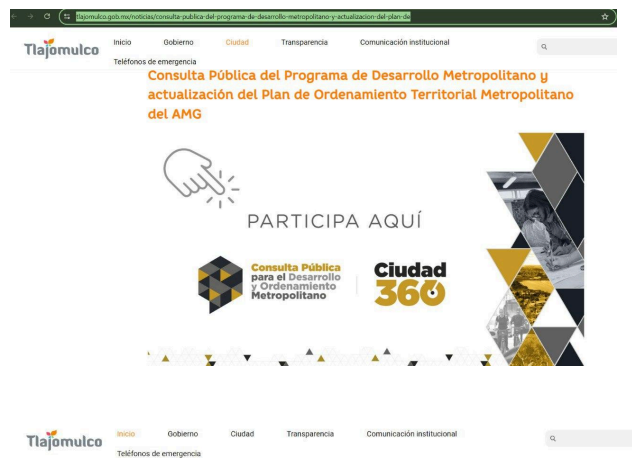 tlajomulco.gob.mx/noticias/consulta-publica-del-programa-de-desarrollo-metropolitano-y-actualizacion-del-plan-de
Tlajomulco
Inicio Gobierno Ciudad Transparencia Comunicación institucional
Teléfonos de emergencia
Consulta Pública del Programa de Desarrollo Metropolitano y
actualización del Plan de Ordenamiento Territorial Metropolitano
del AMG
PARTICIPA AQUÍ
Consulta Pública
para el Desarrollo
y Ordenamiento
Metropolitano
Ciudad
360
Tlajomulco
Inicio Gobierno Ciudad Transparencia Comunicación institucional
Teléfonos de emergencia